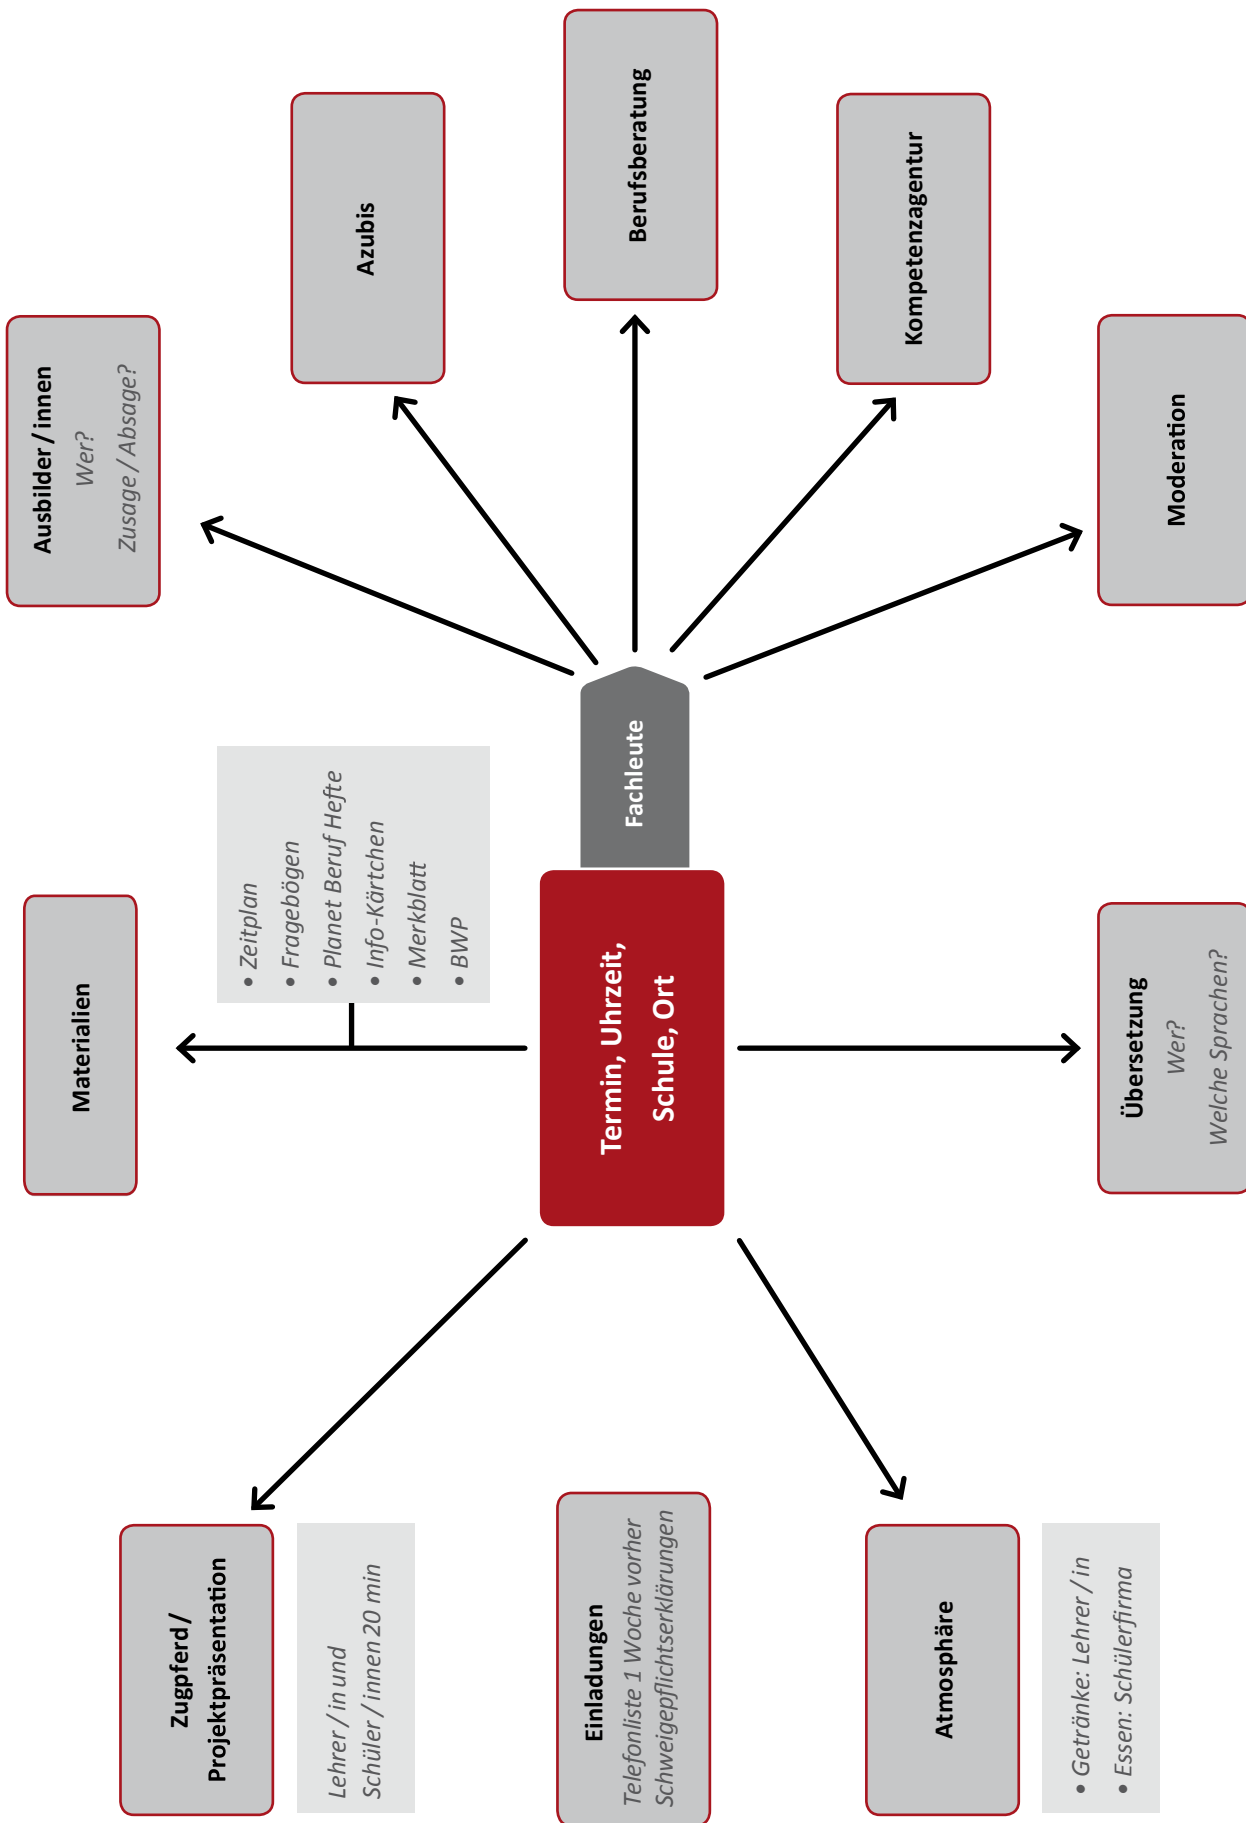 Zugpferd /
Projektpräsentation
Lehrer / in und
Schüler / innen 20 min
Materialien
• Zeitplan
• Fragebögen
• Planet Beruf Hefte
• Info-Kärtchen
• Merkblatt
• BWP
Ausbilder / innen
Wer?
Zusage / Absage?
Azubis
Einladungen
Telefonliste 1 Woche vorher
Schweigepflichtserklärungen
Termin, Uhrzeit,
Schule, Ort
Fachleute
Berufsberatung
Kompetenzagentur
Atmosphäre
• Getränke: Lehrer / in
• Essen: Schülerfirma
Übersetzung
Wer?
Welche Sprachen?
Moderation